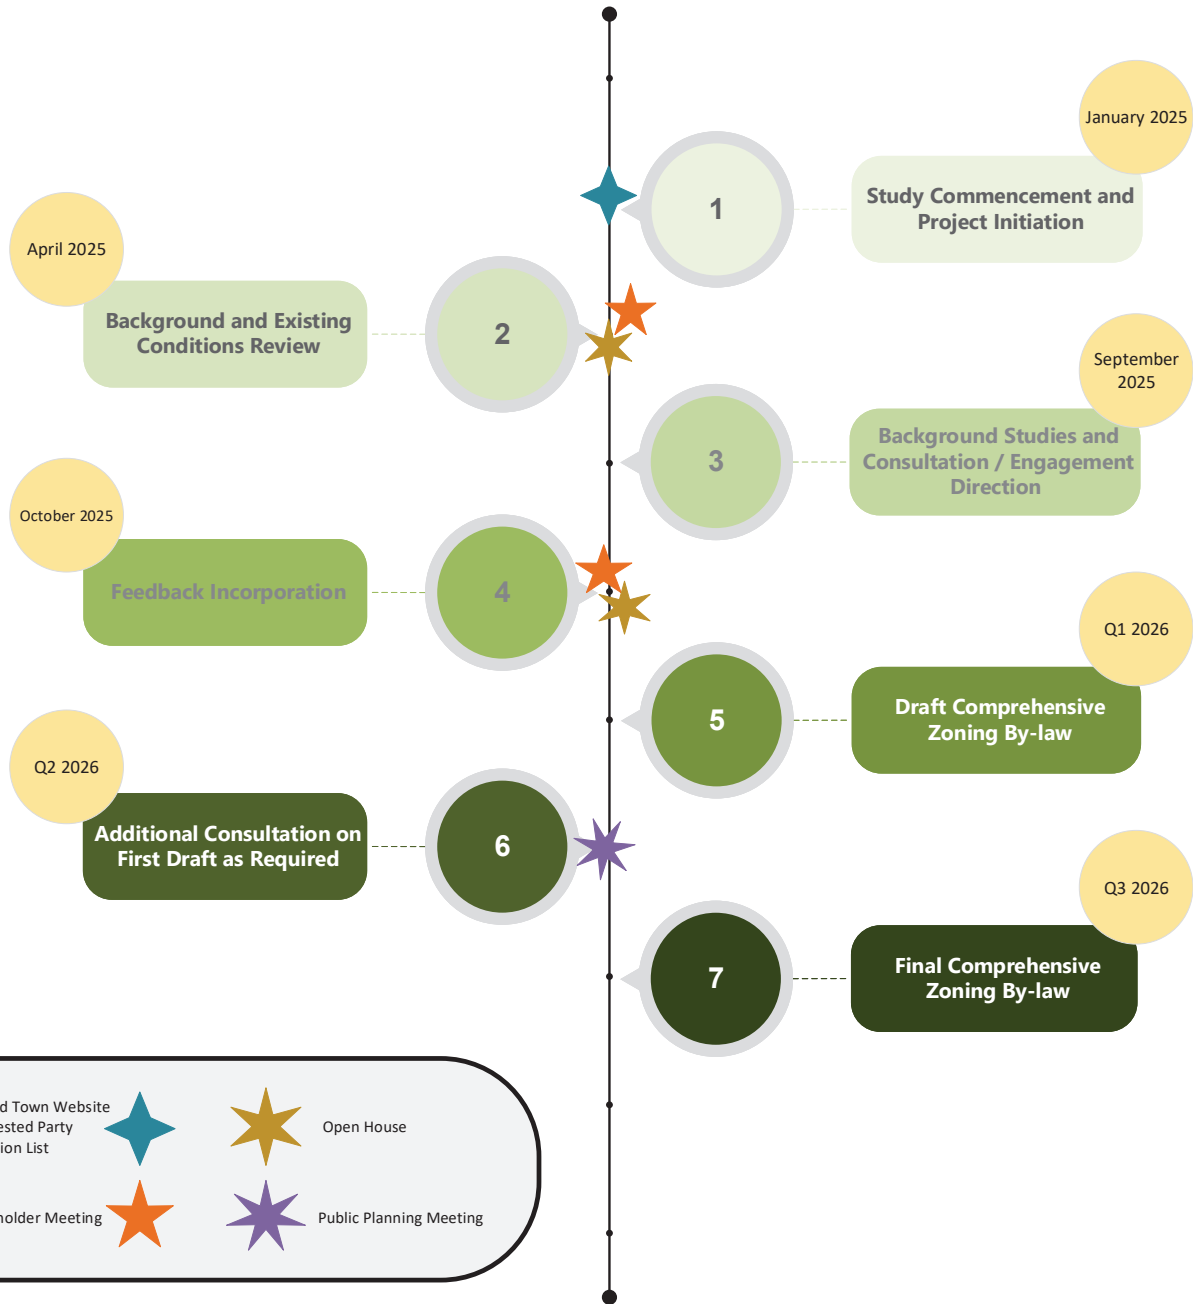 January 2025
1
Study Commencement and
Project Initiation
April 2025
2
Background and Existing
Conditions Review
September
2025
3
Background Studies and
Consultation / Engagement
Direction
October 2025
4
Feedback Incorporation
Q1 2026
5
Draft Comprehensive
Zoning By-law
Q2 2026
6
Additional Consultation on
First Draft as Required
Q3 2026
7
Final Comprehensive
Zoning By-law
Town Website
Party
List
Open House
Meeting
Public Planning Meeting